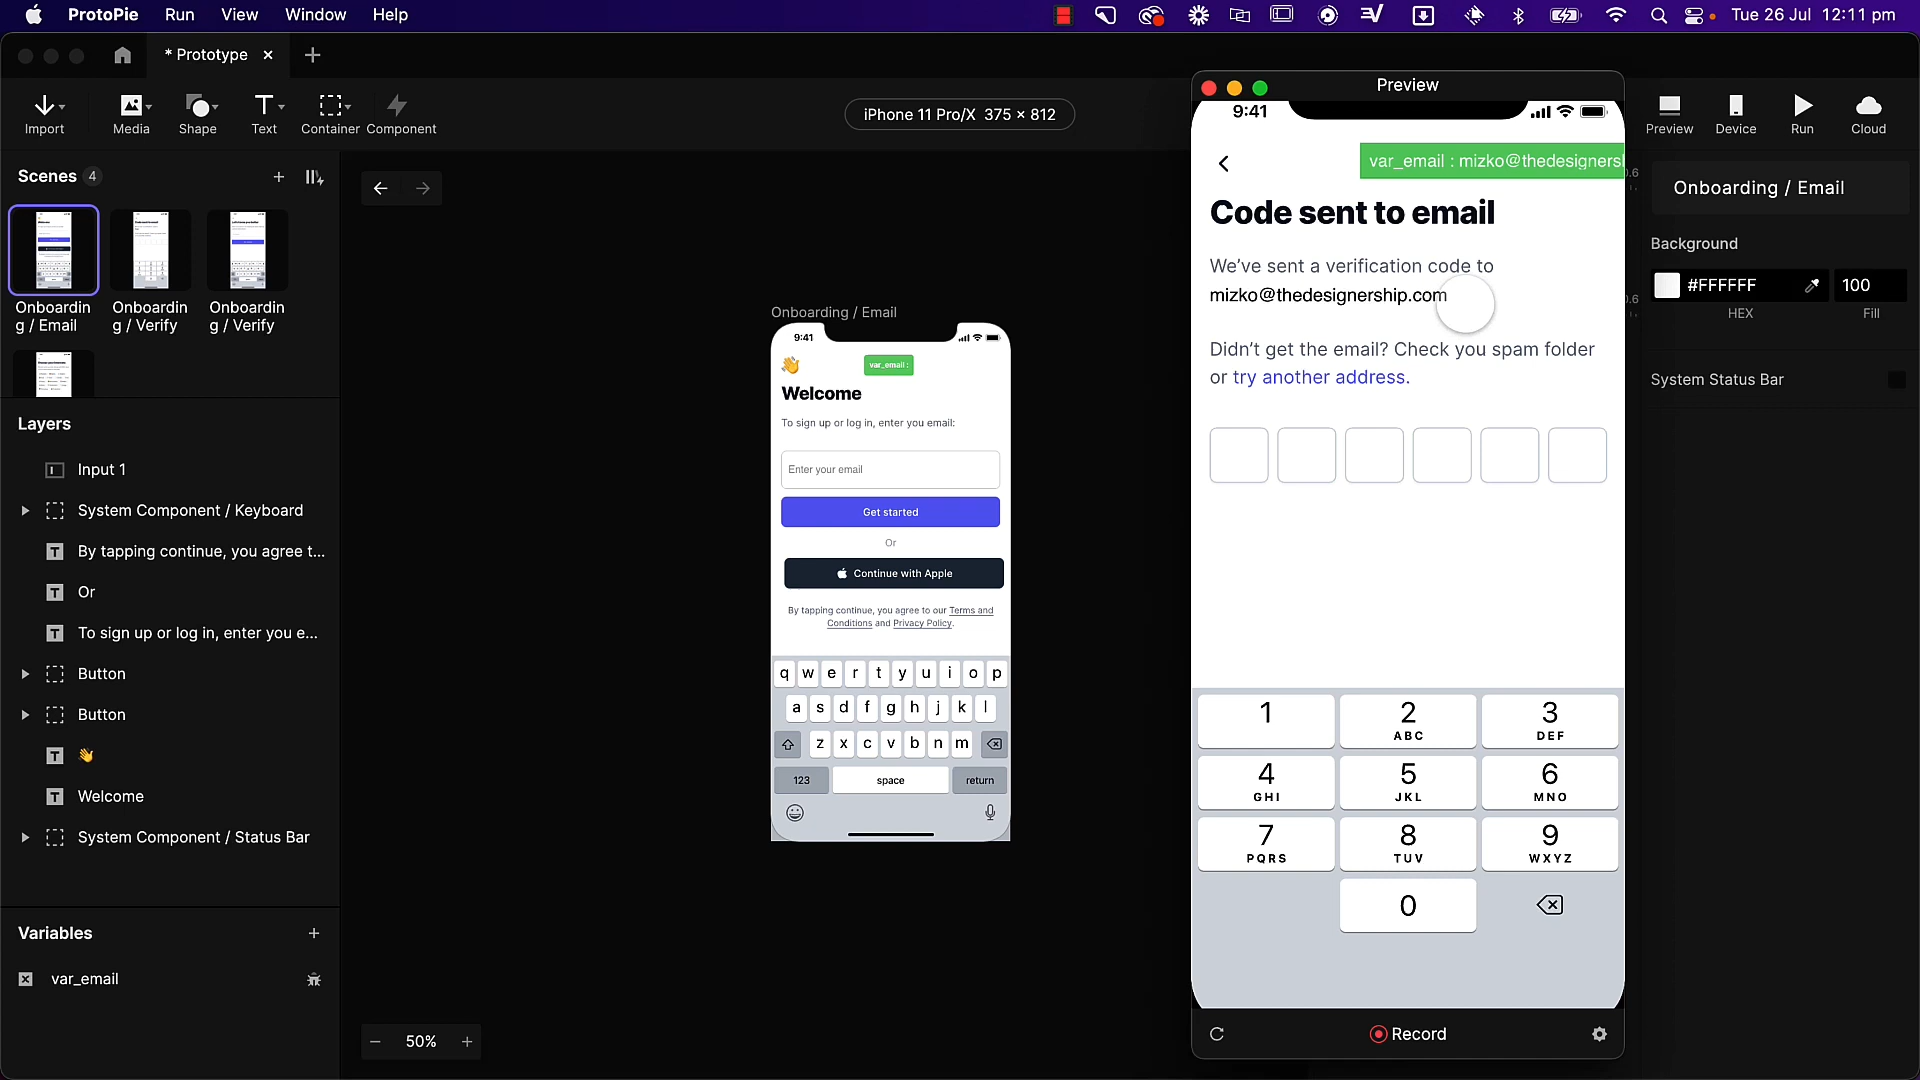 ProtoPie Run View Window Help
Tue 26 Jul 12:11 pm
* Prototype
Import
Media
Shape
Text
Container
Component
iPhone 11 Pro/X 375 × 812
Preview
Device
Run
Cloud
Scenes 4
Onboardin
g / Email
Onboardin
g / Verify
Onboardin
g / Verify
Layers
Input 1
System Component / Keyboard
By tapping continue, you agree t...
Or
To sign up or log in, enter you e...
Button
Button
👋
Welcome
System Component / Status Bar
Variables
var_email
50%
Onboarding / Email
9:41
👋
var_email :
Welcome
To sign up or log in, enter you email:
Enter your email
Get started
Or
Continue with Apple
By tapping continue, you agree to our Terms and
Conditions and Privacy Policy.
q w e r t y u i o p
a s d f g h j k l
z x c v b n m
123 space return
Preview
9:41
var_email : mizko@thedesignersl
Code sent to email
We've sent a verification code to
mizko@thedesignership.com
Didn't get the email? Check you spam folder
or try another address.
1
2
ABC
3
DEF
4
GHI
5
JKL
6
MNO
7
PQRS
8
TUV
9
WXYZ
0
Record
Onboarding / Email
Background
#FFFFFF
100
HEX
Fill
System Status Bar